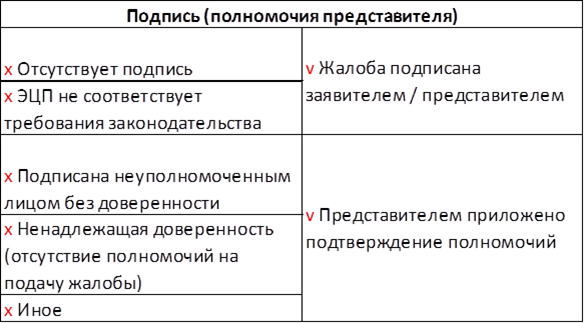 Подпись (полномочия представителя)
x Отсутствует подпись
x ЭЦП не соответствует
требования законодательства
v Жалоба подписана
заявителем / представителем
x Подписана неуполномоченным
лицом без доверенности
x Ненадлежащая доверенность
(отсутствие полномочий на
подачу жалобы)
x Иное
v Представителем приложено
подтверждение полномочий